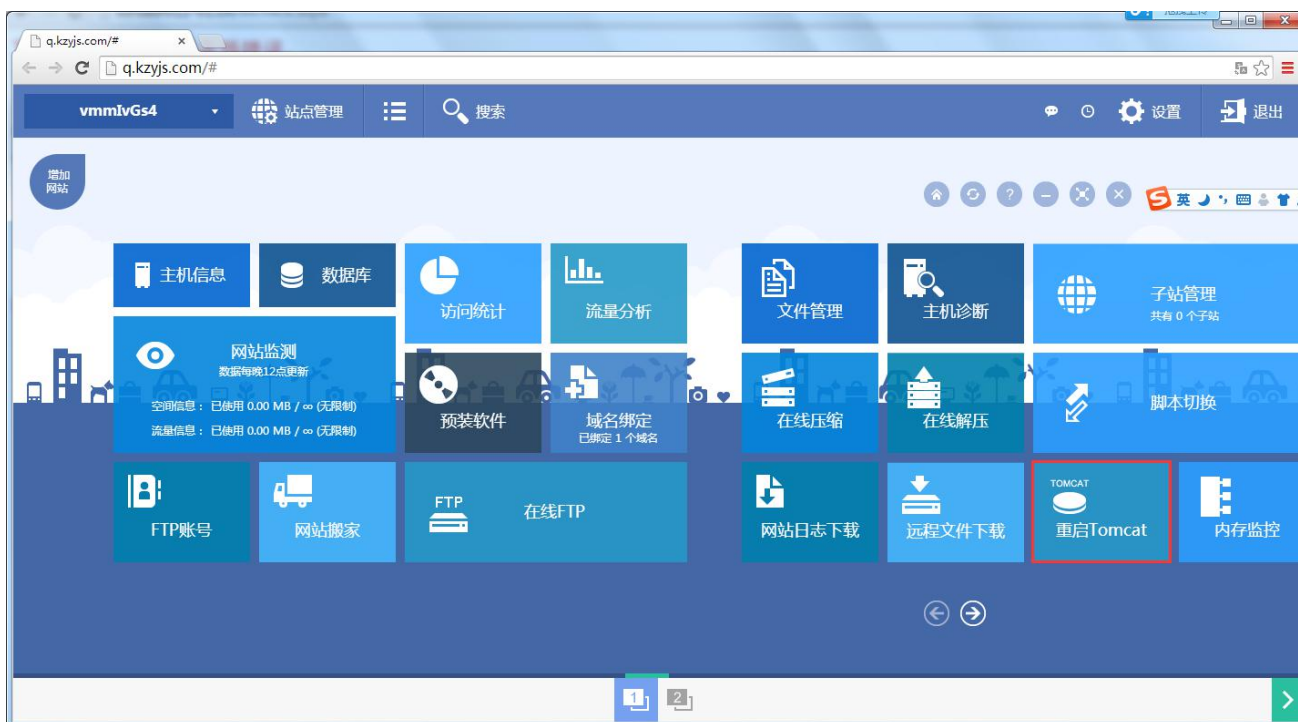 q.kzyjs.com/#
q.kzyjs.com/#
vmmIvGs4
站点管理
搜索
设置
退出
增加
网站
英
主机信息
数据库
访问统计
流量分析
文件管理
主机诊断
子站管理
共有 0 个子站
网站监测
数据每晚12点更新
空间信息： 已使用 0.00 MB / ∞ (无限制)
流量信息： 已使用 0.00 MB / ∞ (无限制)
预装软件
域名绑定
已绑定 1 个域名
在线压缩
在线解压
脚本切换
FTP账号
网站搬家
FTP
在线FTP
网站日志下载
远程文件下载
TOMCAT
重启Tomcat
内存监控
1
2